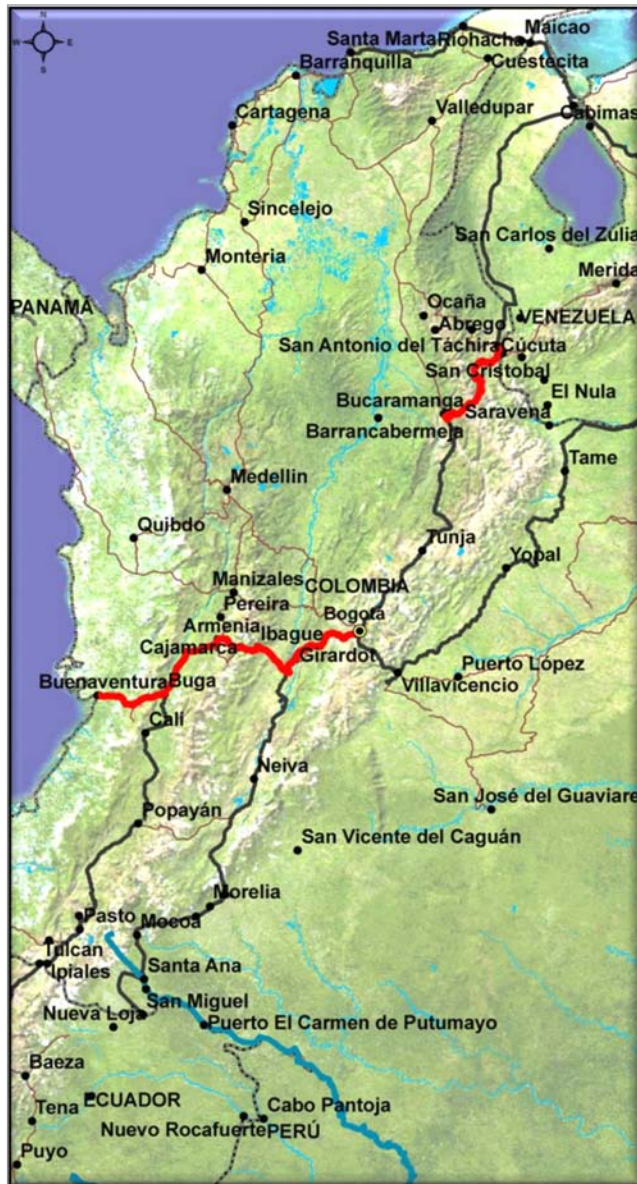 N
W E
S
Santa Marta Riohacha Maicao
Barranquilla Cuestecita
Cartagena Valledupar Cabimas
Sincelejo
San Carlos del Zulia
Monteria
Merida
PANAMÁ
Ocaña VENEZUELA
Abrego
San Antonio del Táchira Cúcuta
San Cristobal
Bucaramanga El Nula
Saravena
Barrancabermeja
Tame
Medellin
Quibdo
Tunja
Yopal
Manizales COLOMBIA
Pereira Bogota
Armenia Ibague
Cajamarca Girardot
Puerto López
Buenaventura Buga Villavicencio
Cali
Neiva
San José del Guaviare
Popayán
San Vicente del Caguán
Morelia
Pasto Mocoa
Tulcan
Ipiales
Santa Ana
San Miguel
Nueva Loja Puerto El Carmen de Putumayo
Baeza
ECUADOR
Tena Cabo Pantoja
Nuevo Rocafuerte PERÚ
Puyo